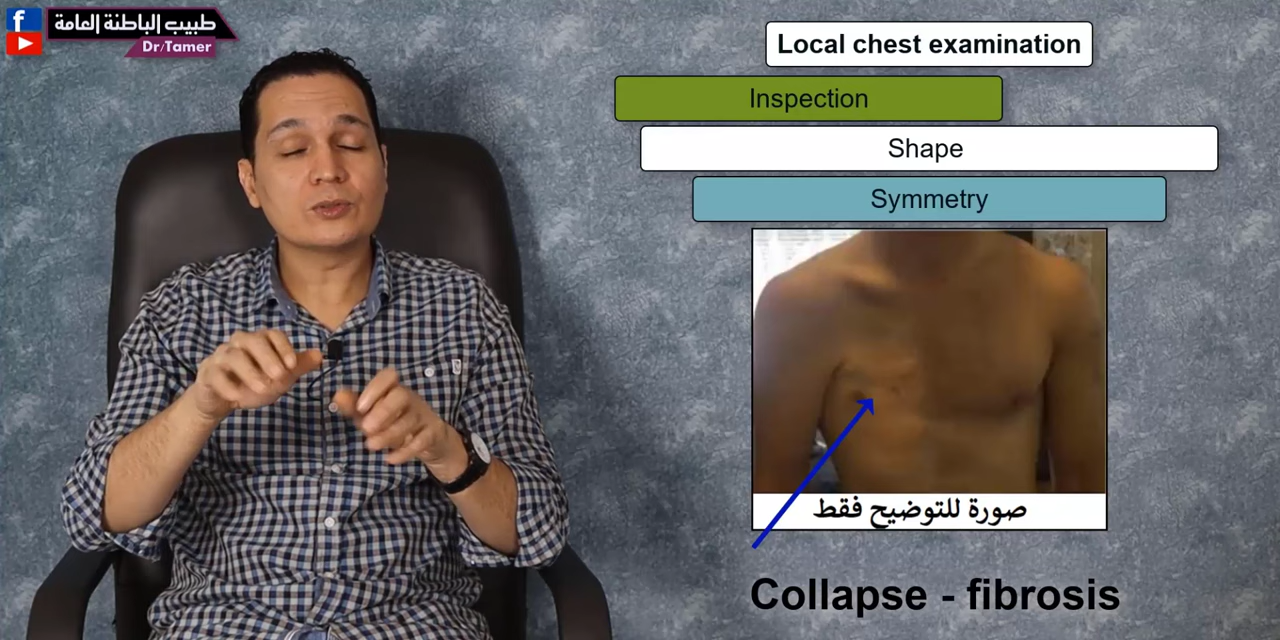 طبيب الباطنة العامة
Dr/Tamer
Local chest examination
Inspection
Shape
Symmetry
صورة للتوضيح فقط
Collapse - fibrosis